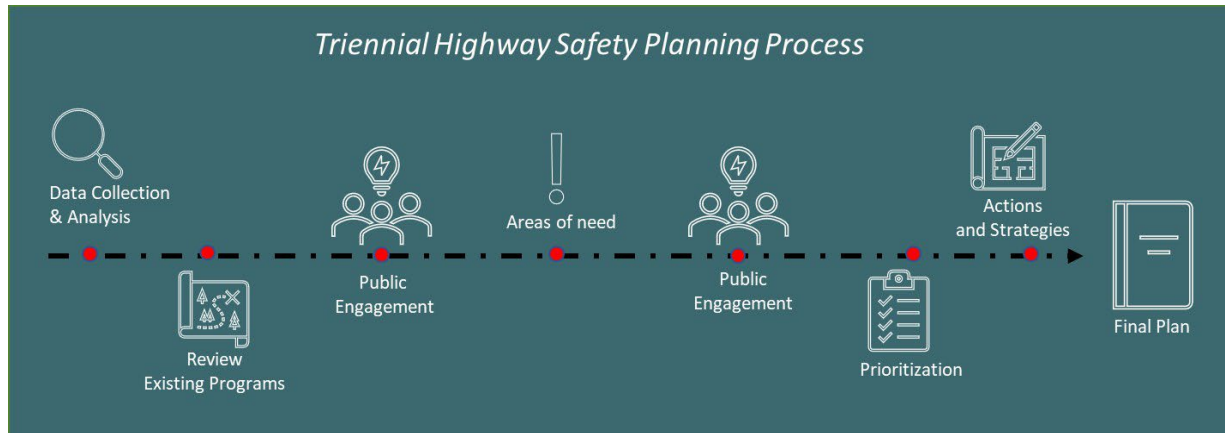 Triennial Highway Safety Planning Process
Data Collection
& Analysis
Review
Existing Programs
Public
Engagement
Areas of need
Public
Engagement
Prioritization
Actions
and Strategies
Final Plan